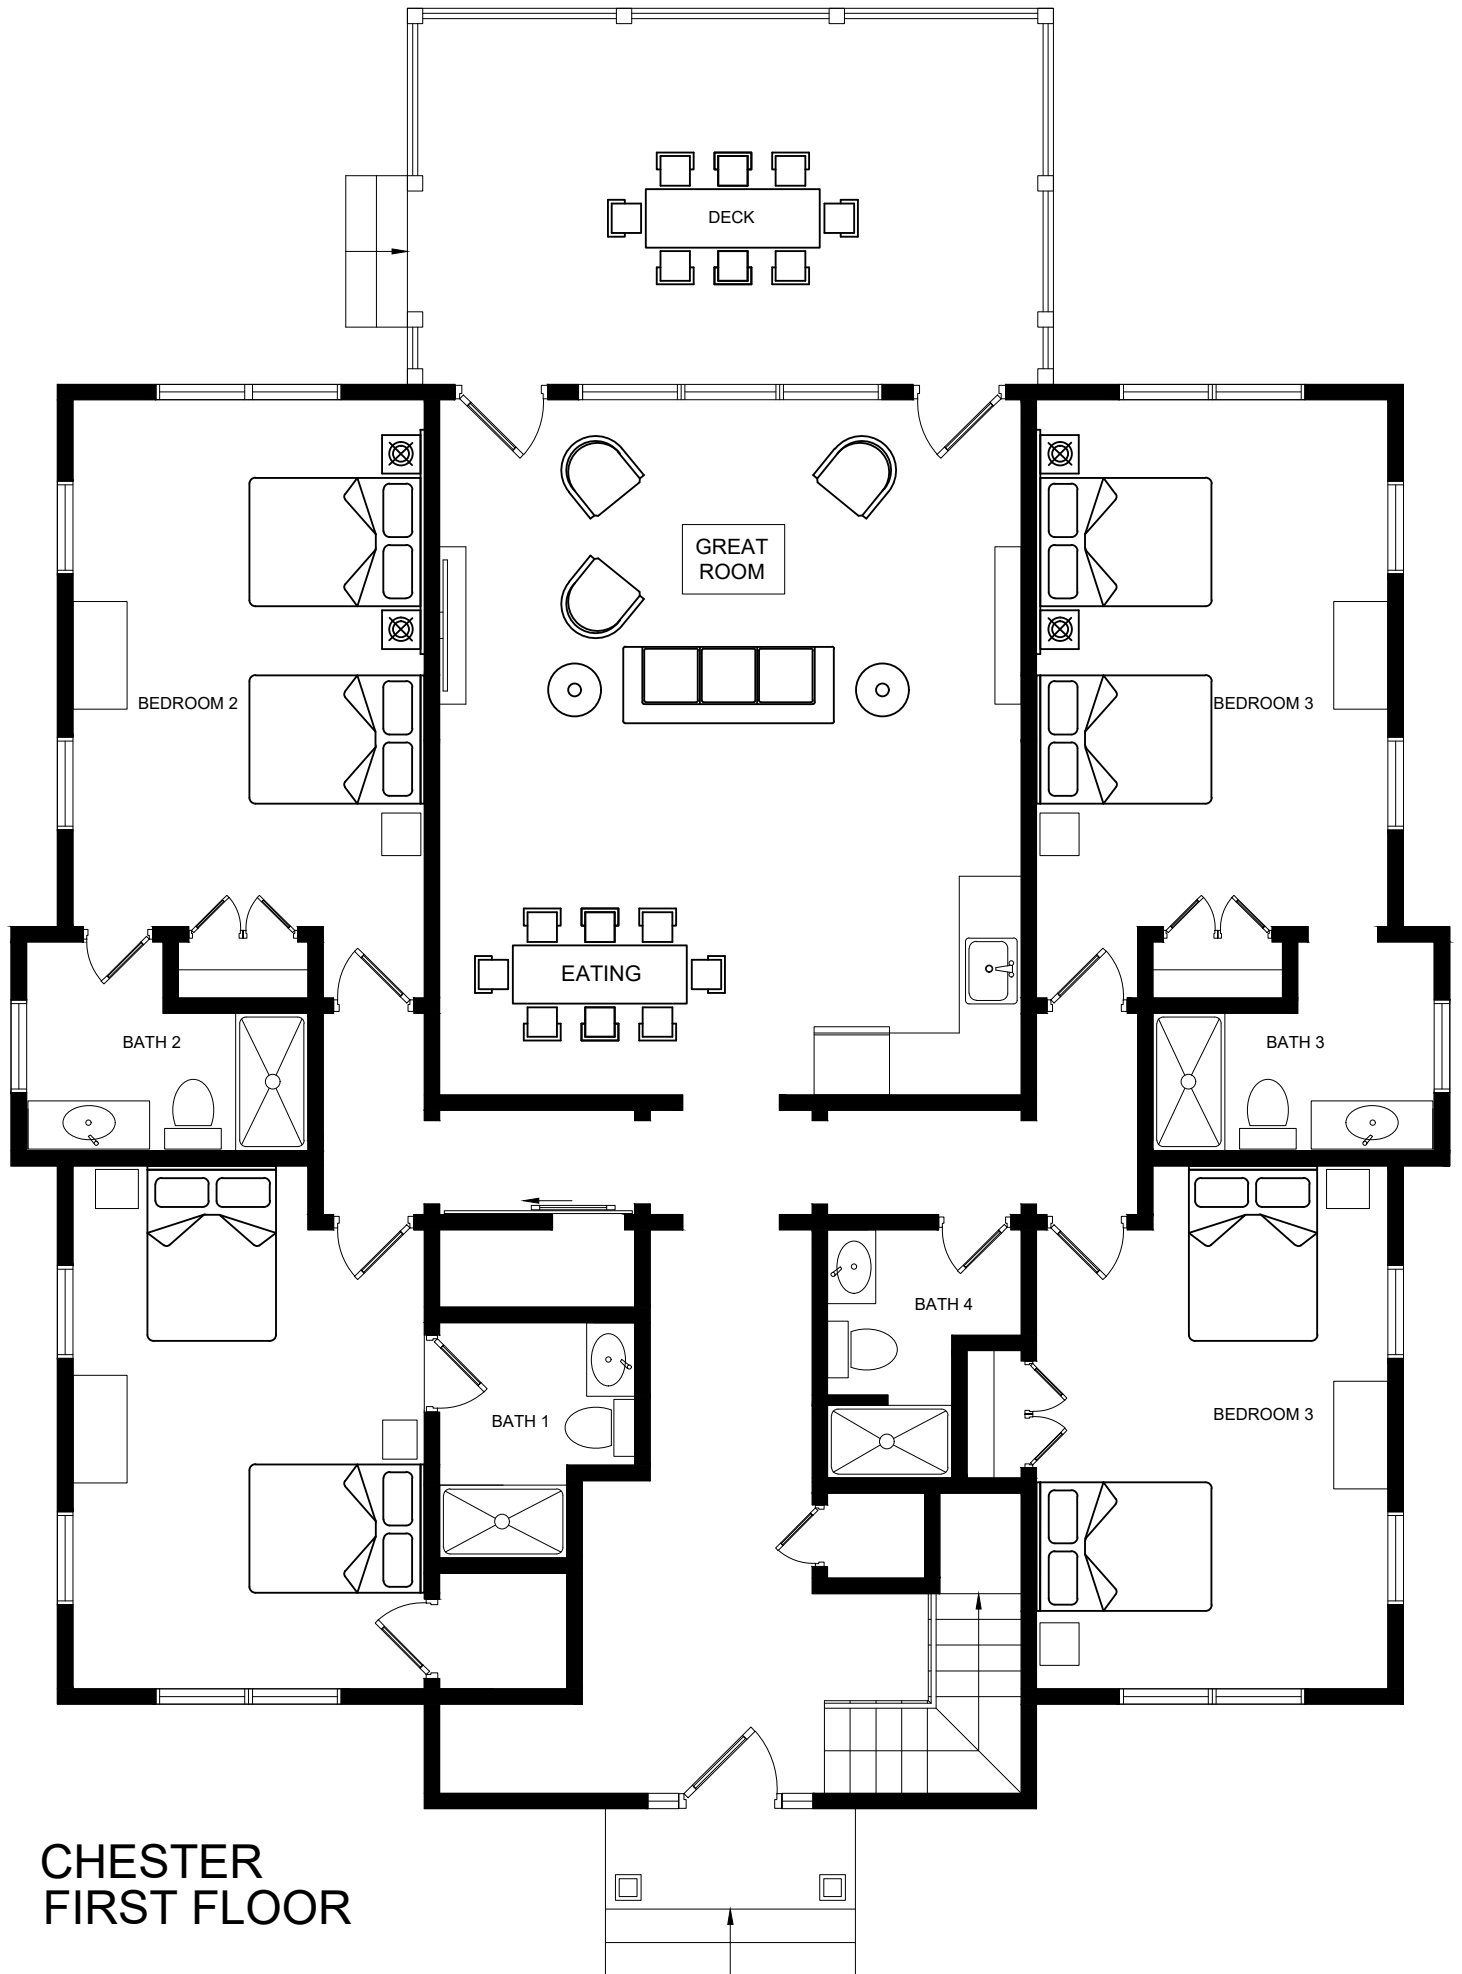 DECK
GREAT
ROOM
BEDROOM 2
BEDROOM 3
EATING
BATH 2
BATH 3
BATH 4
BATH 1
BEDROOM 3
CHESTER
FIRST FLOOR